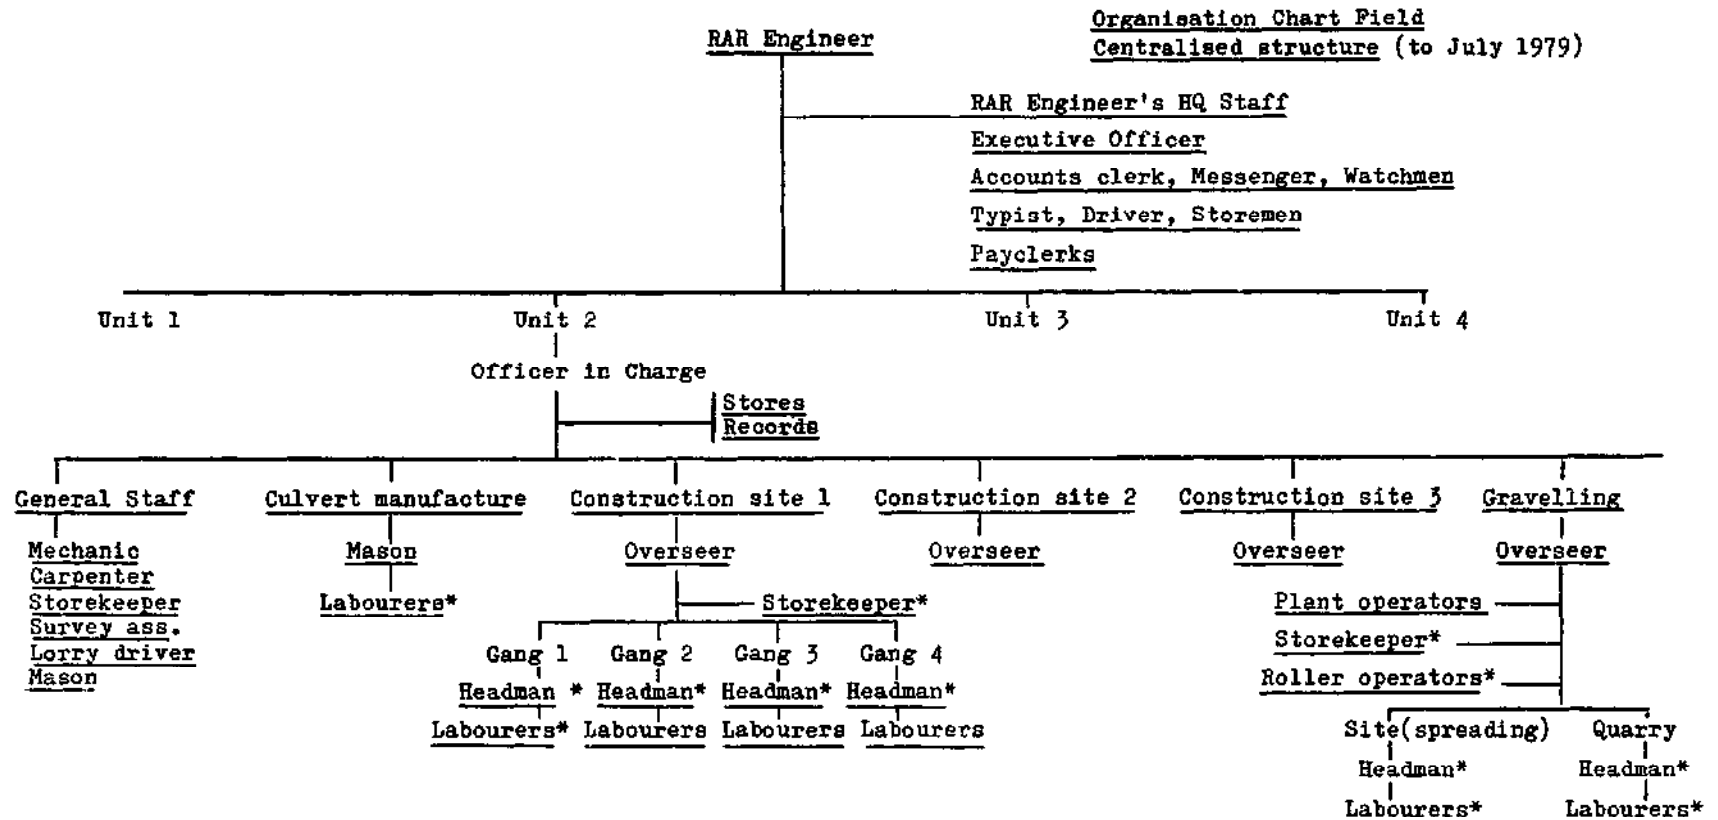 Organisation Chart Field
RAR Engineer
Centralised structure (to July 1979)
RAR Engineer's HQ Staff
Executive Officer
Accounts clerk, Messenger, Watchmen
Typist, Driver, Storemen
Payclerks
Unit 1 Unit 2 Unit 3 Unit 4
Officer in Charge
Stores
Records
General Staff Culvert manufacture Construction site 1 Construction site 2 Construction site 3 Gravelling
Mechanic Mason Overseer Overseer Overseer Overseer
Carpenter
Storekeeper Labourers* Storekeeper* Plant operators
Survey ass.
Lorry driver Gang 1 Gang 2 Gang 3 Gang 4 Storekeeper*
Mason
Headman * Headman* Headman* Headman* Roller operators*
Labourers* Labourers Labourers Labourers Site(spreading) Quarry
Headman* Headman*
Labourers* Labourers*